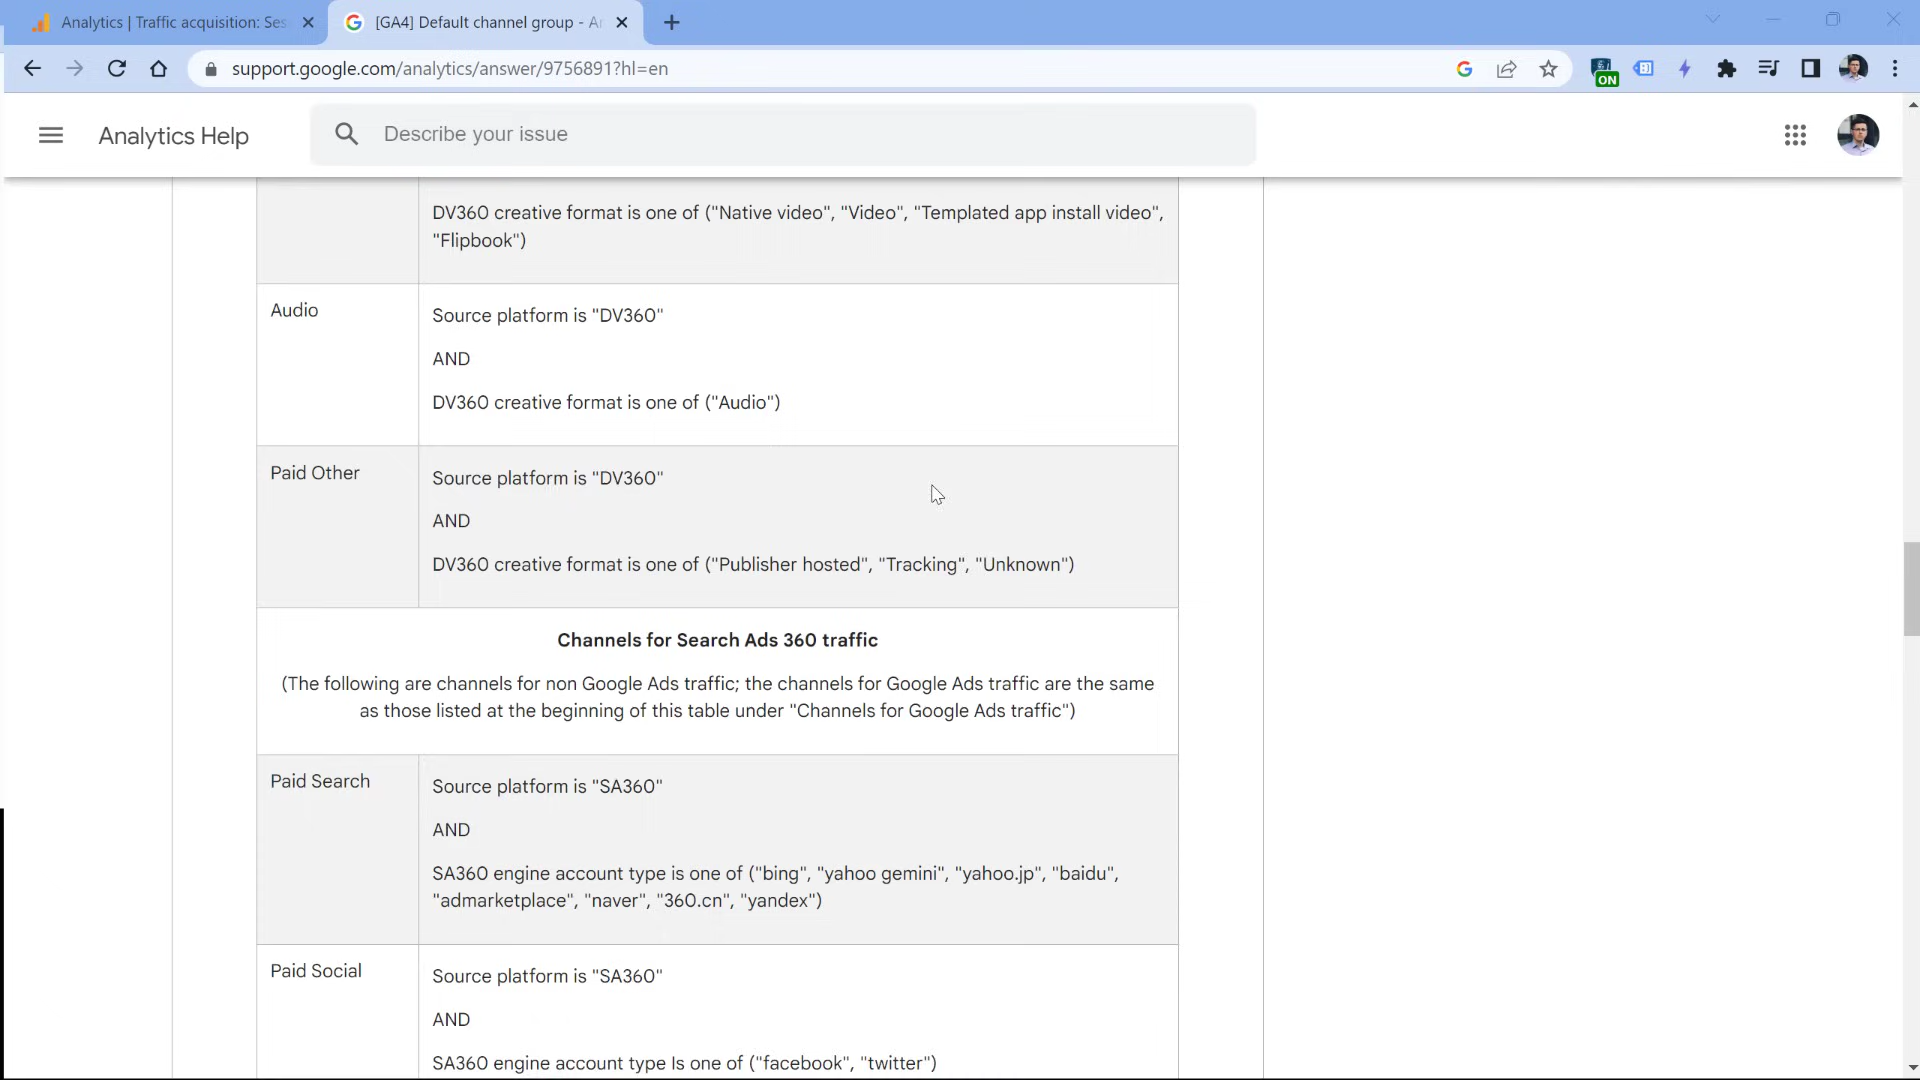 Analytics | Traffic acquisition: Ses
[GA4] Default channel group - An
support.google.com/analytics/answer/9756891?hl=en
ON
Analytics Help
Describe your issue
DV360 creative format is one of ("Native video", "Video", "Templated app install video",
"Flipbook")
Audio
Source platform is "DV360"
AND
DV360 creative format is one of ("Audio")
Paid Other
Source platform is "DV360"
AND
DV360 creative format is one of ("Publisher hosted", "Tracking", "Unknown")
Channels for Search Ads 360 traffic
(The following are channels for non Google Ads traffic; the channels for Google Ads traffic are the same
as those listed at the beginning of this table under "Channels for Google Ads traffic")
Paid Search
Source platform is "SA360"
AND
SA360 engine account type is one of ("bing", "yahoo gemini", "yahoo.jp", "baidu",
"admarketplace", "naver", "360.cn", "yandex")
Paid Social
Source platform is "SA360"
AND
SA360 engine account type Is one of ("facebook", "twitter")